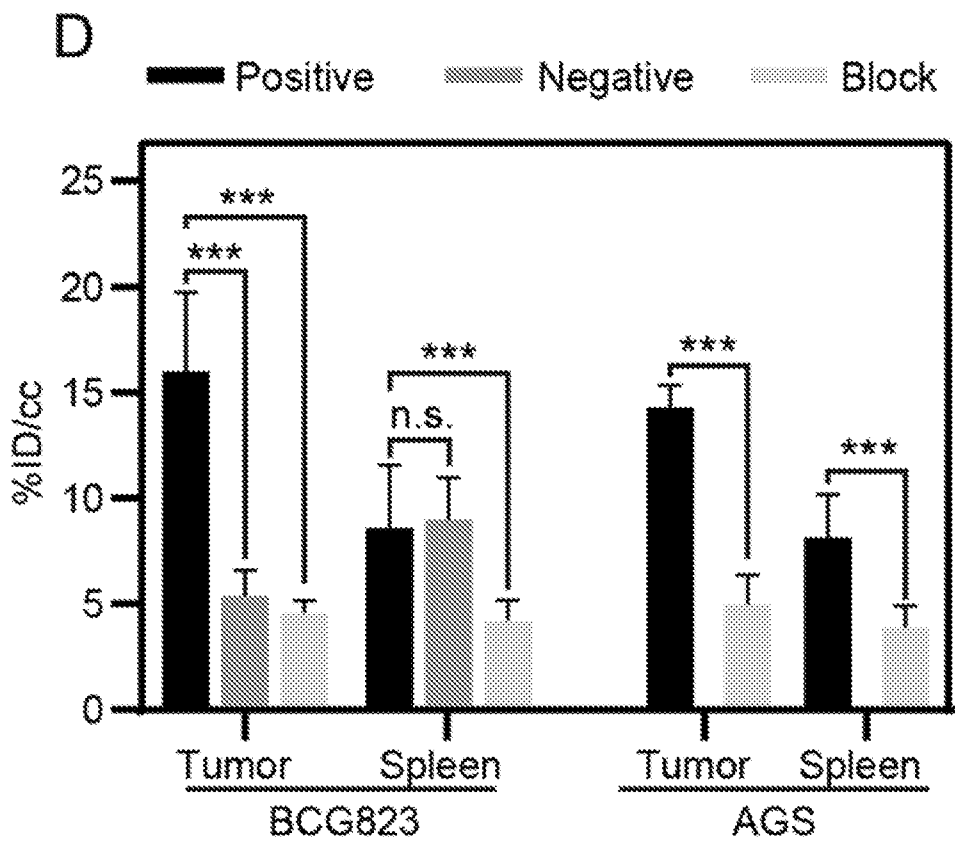 D
Positive Negative Block
%ID/cc
25
20
15
10
5
0
***
***
***
n.s.
***
***
Tumor Spleen Tumor Spleen
BCG823 AGS